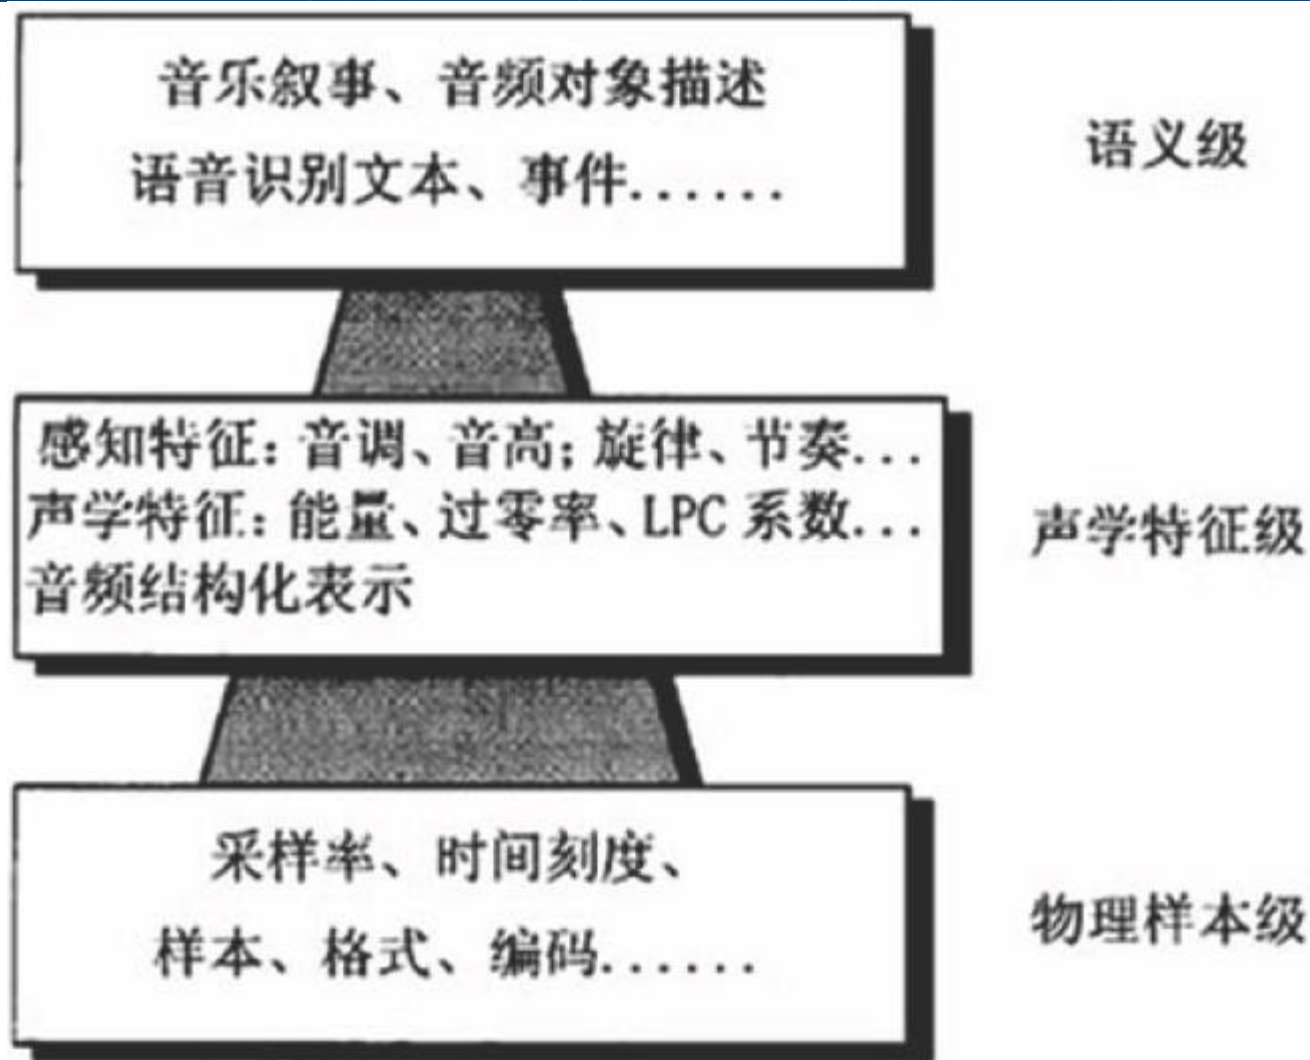 音乐叙事、音频对象描述
语音识别文本、事件......
语义级
感知特征：音调、音高；旋律、节奏...
声学特征：能量、过零率、LPC 系数...
音频结构化表示
声学特征级
采样率、时间刻度、
样本、格式、编码......
物理样本级